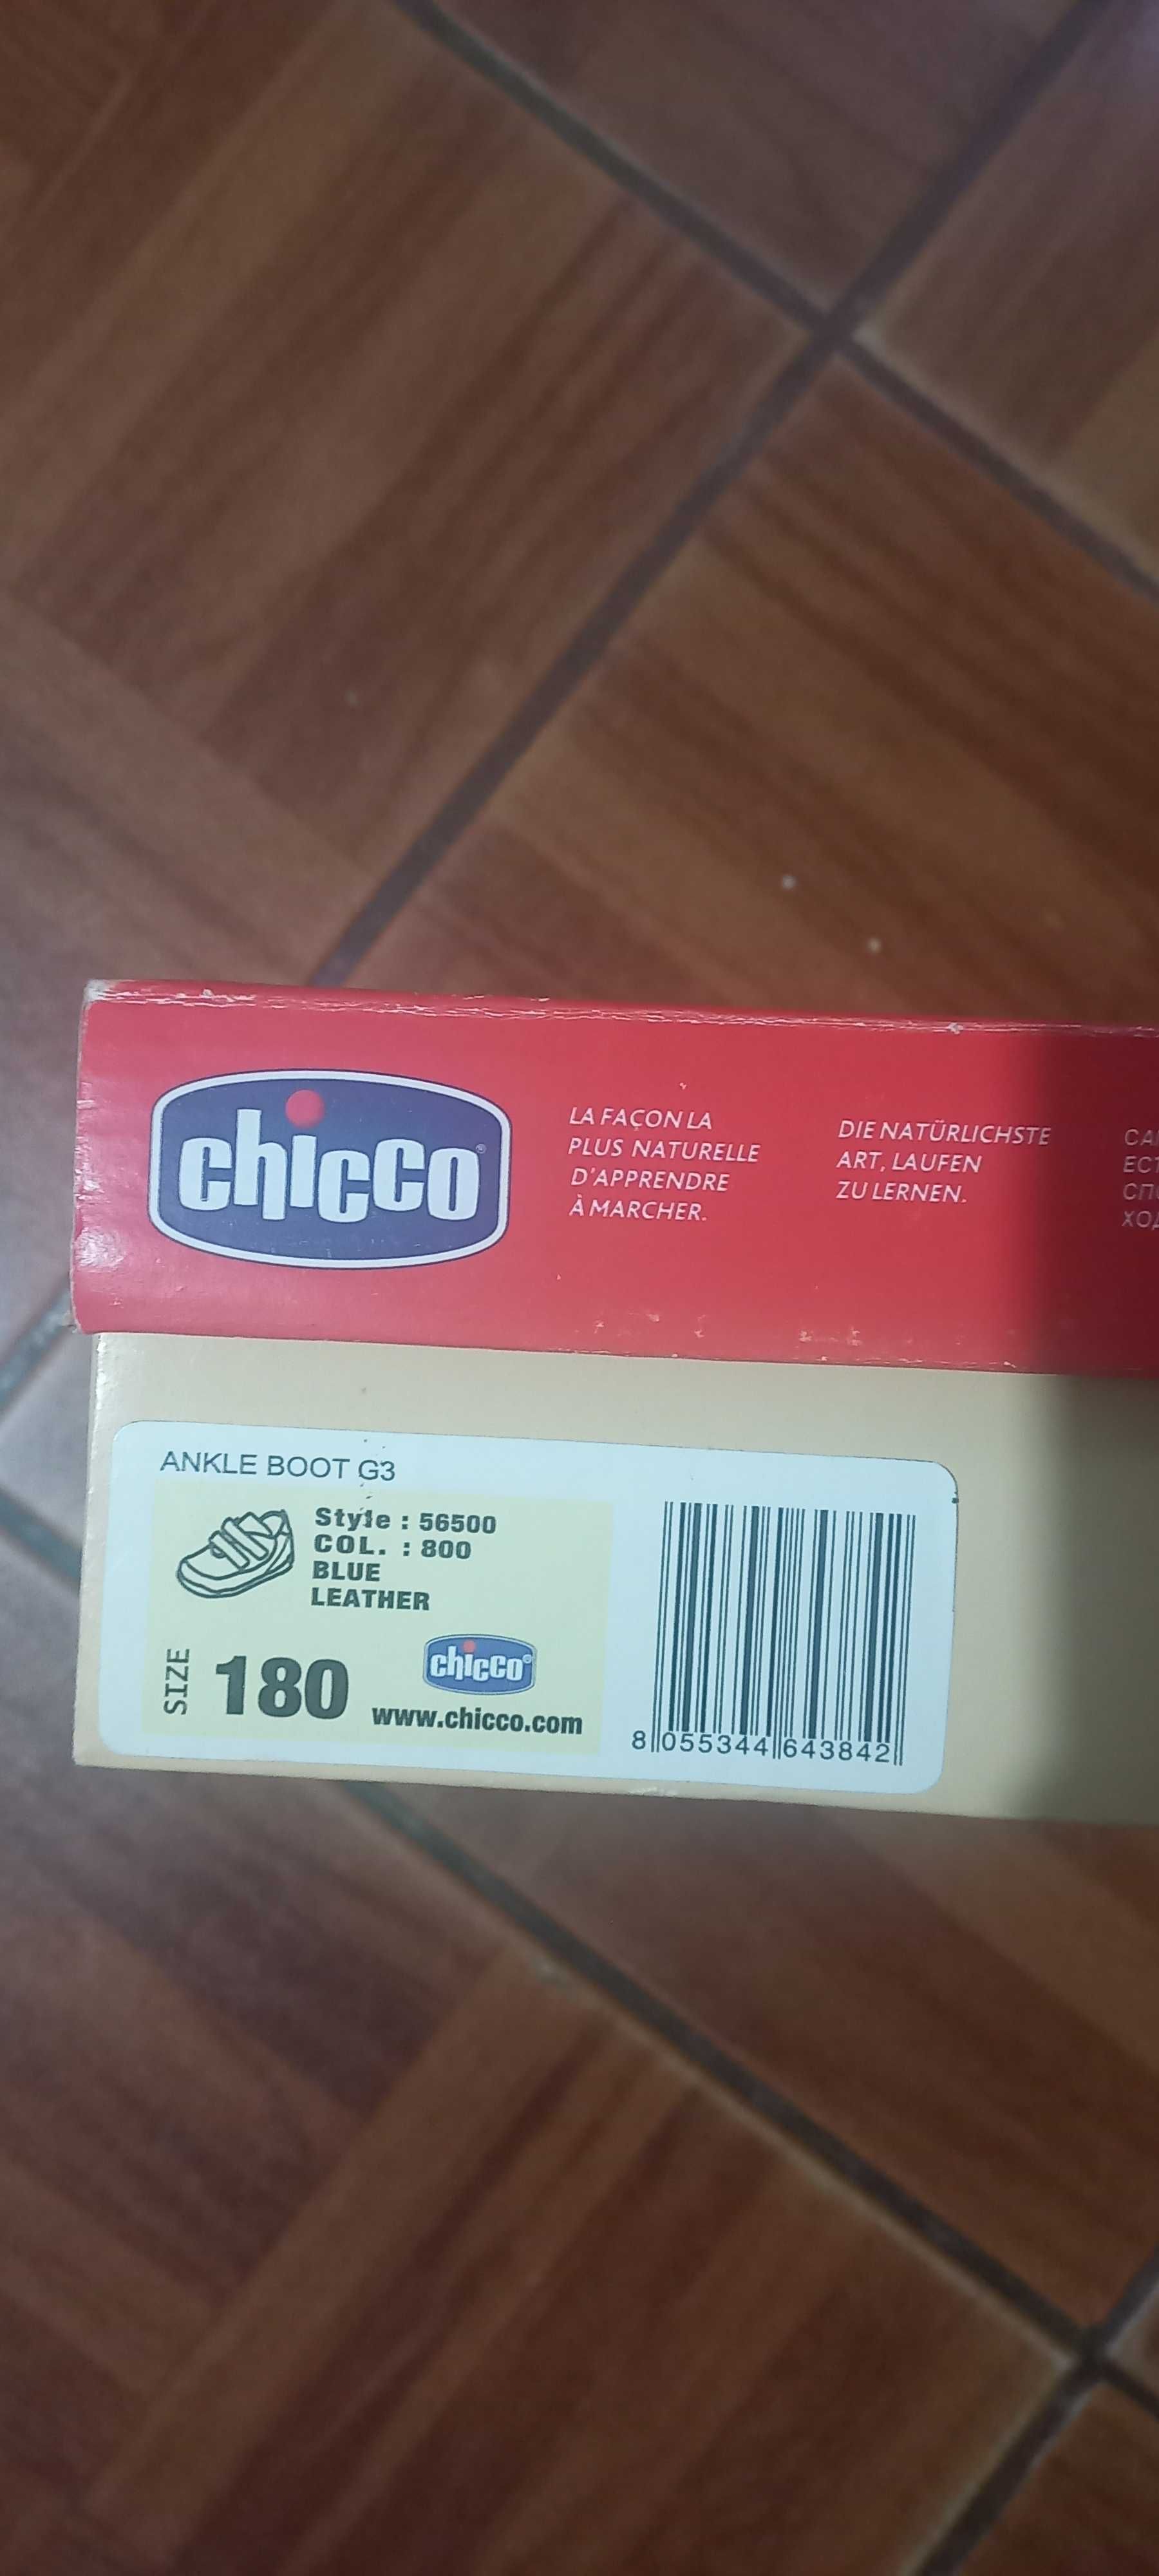 chicco®
LA FAÇON LA
PLUS NATURELLE
D'APPRENDRE
À MARCHER.
DIE NATÜRLICHSTE
ART, LAUFEN
ZU LERNEN.
ANKLE BOOT G3
Style : 56500
COL. : 800
BLUE
LEATHER
SIZE 180
chicco®
www.chicco.com
8 055344 643842